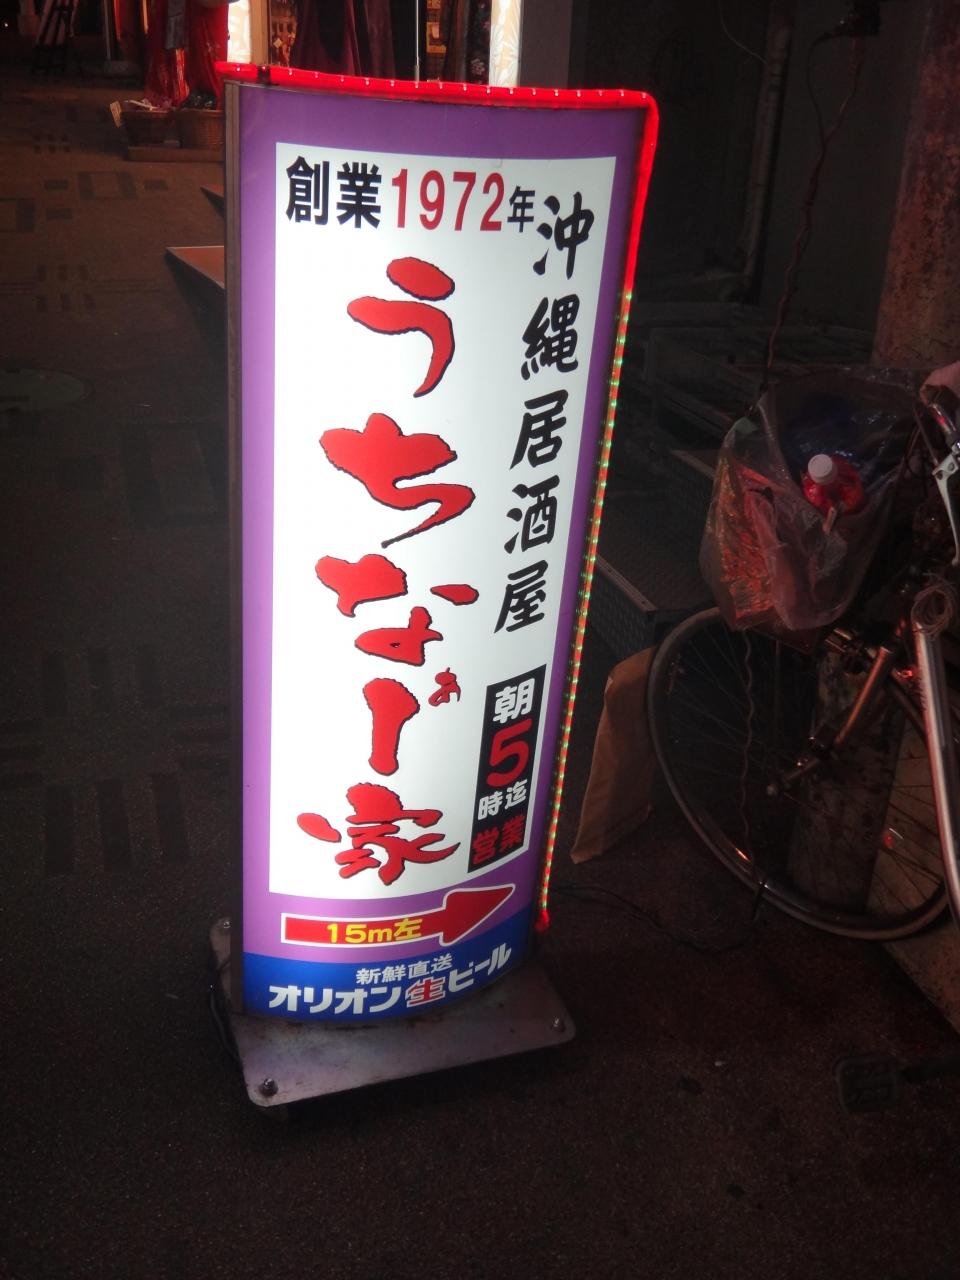 創業1972年
沖縄居酒屋
うちなーぁ家
朝5時迄営業
15m左
新鮮直送
オリオン生ビール